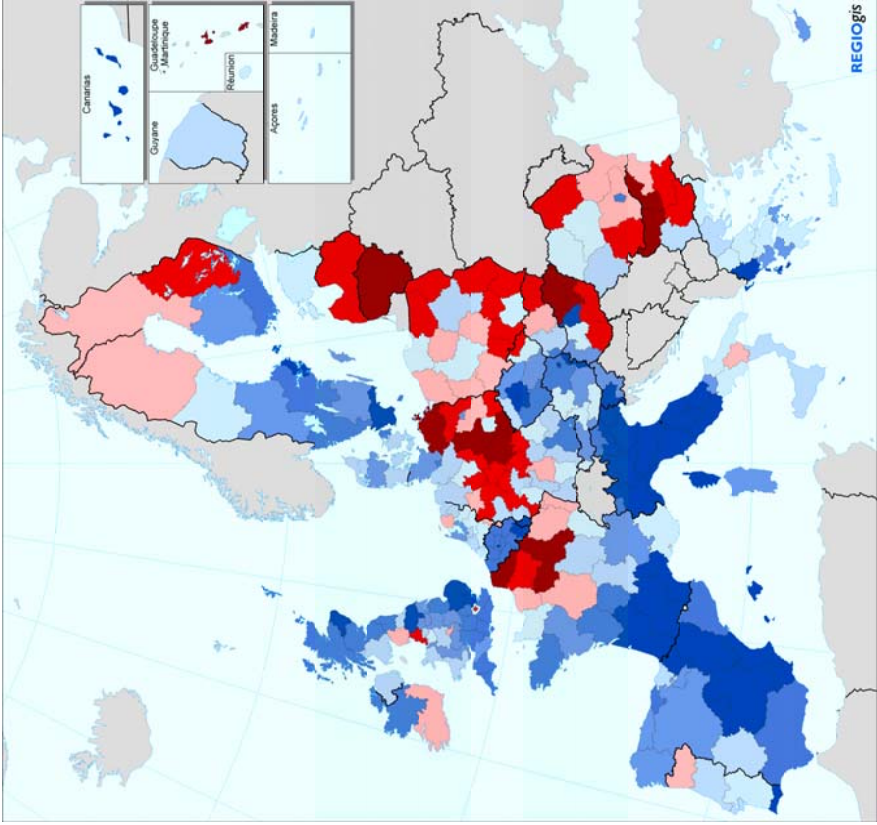 Canarias
Guyane
Guadeloupe
Martinique
Réunion
Açores
Madeira
REGIOgis